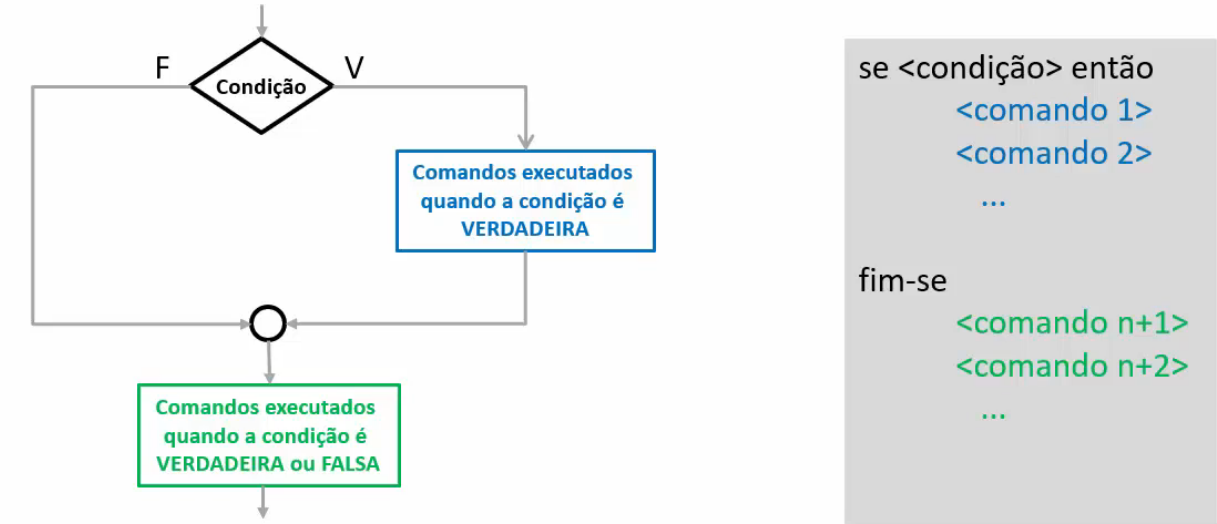 F
V
Condição
Comandos executados
quando a condição é
VERDADEIRA
Comandos executados
quando a condição é
VERDADEIRA ou FALSA
se <condição> então
<comando 1>
<comando 2>
...
fim-se
<comando n+1>
<comando n+2>
...